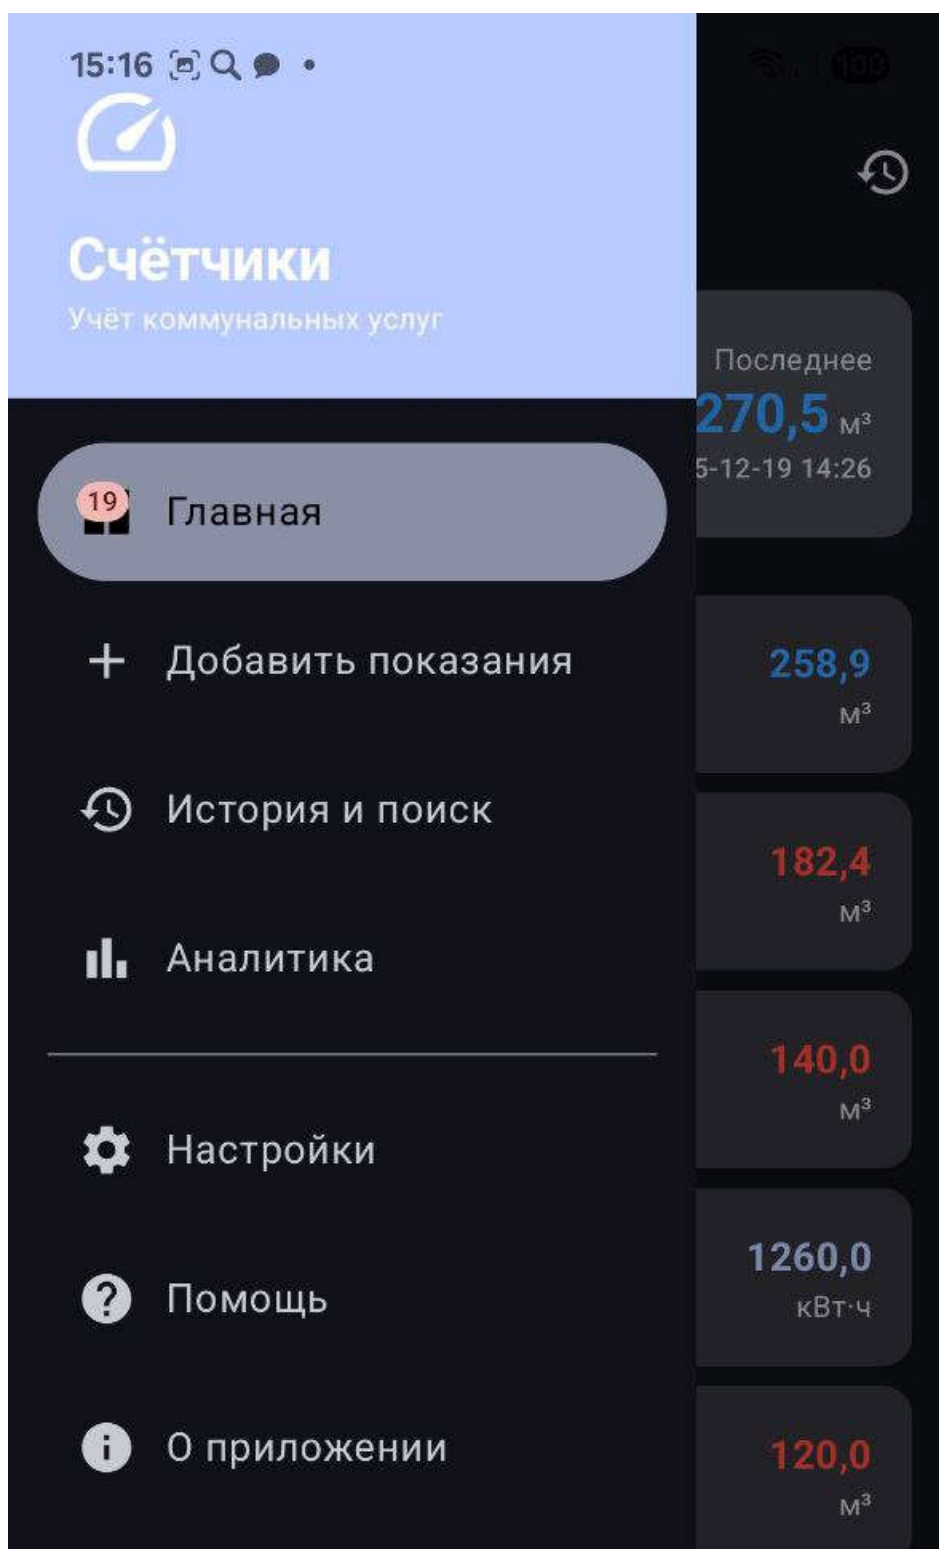 15:16
100
Счётчики
Учёт коммунальных услуг
Последнее
270,5 м³
5-12-19 14:26
19
Главная
Добавить показания
258,9
м³
История и поиск
182,4
м³
Аналитика
140,0
м³
Настройки
1260,0
кВт·ч
Помощь
О приложении
120,0
м³